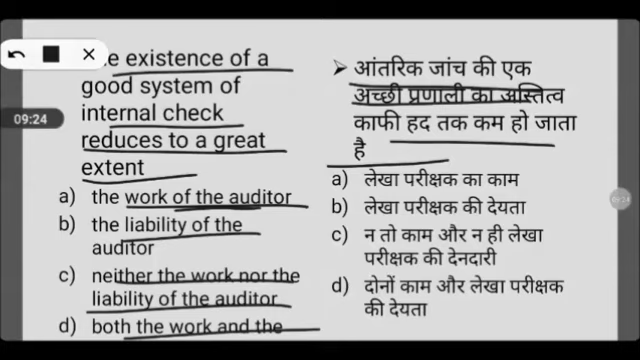 existence of a
good system of
internal check
reduces to a great
extent
a) the work of the auditor
b) the liability of the
auditor
c) neither the work nor the
liability of the auditor
d) both the work and the
➤ आंतरिक जांच की एक
अच्छी प्रणाली का अस्तित्व
काफी हद तक कम हो जाता
है
a) लेखा परीक्षक का काम
b) लेखा परीक्षक की देयता
c) न तो काम और न ही लेखा
परीक्षक की देनदारी
d) दोनों काम और लेखा परीक्षक
की देयता
09:24
09:24